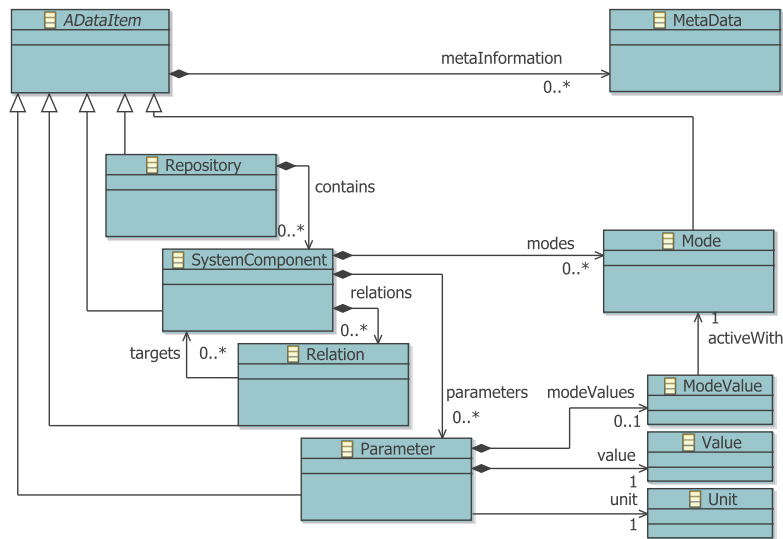 ADataItem
MetaData
metaInformation
0..*
Repository
contains
0..*
SystemComponent
modes
0..*
Mode
relations
0..*
targets
0..*
Relation
1
activeWith
parameters
0..*
modeValues
0..1
ModeValue
Parameter
value
1
Value
unit
1
Unit